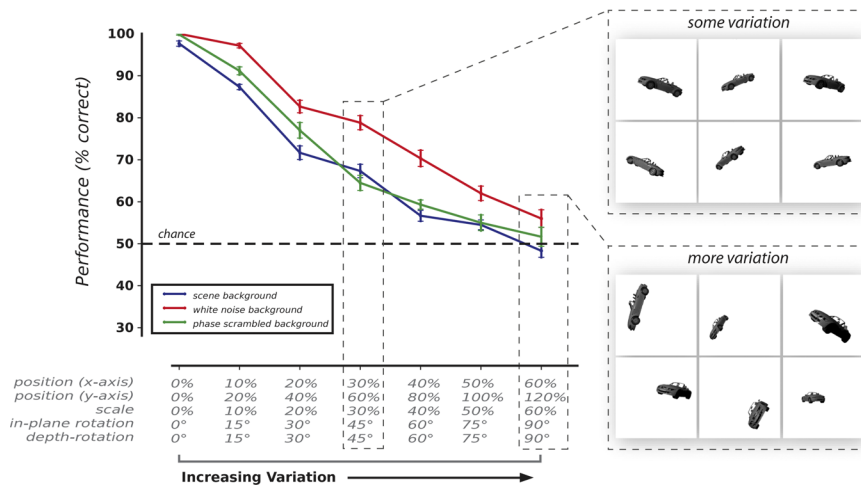 some variation
100
90
80
70
60
50
40
30
Performance (% correct)
chance
scene background
white noise background
phase scrambled background
more variation
position (x-axis) 0% 10% 20% 30% 40% 50% 60%
position (y-axis) 0% 20% 40% 60% 80% 100% 120%
scale 0% 10% 20% 30% 40% 50% 60%
in-plane rotation 0° 15° 30° 45° 60° 75° 90°
depth-rotation 0° 15° 30° 45° 60° 75° 90°
Increasing Variation